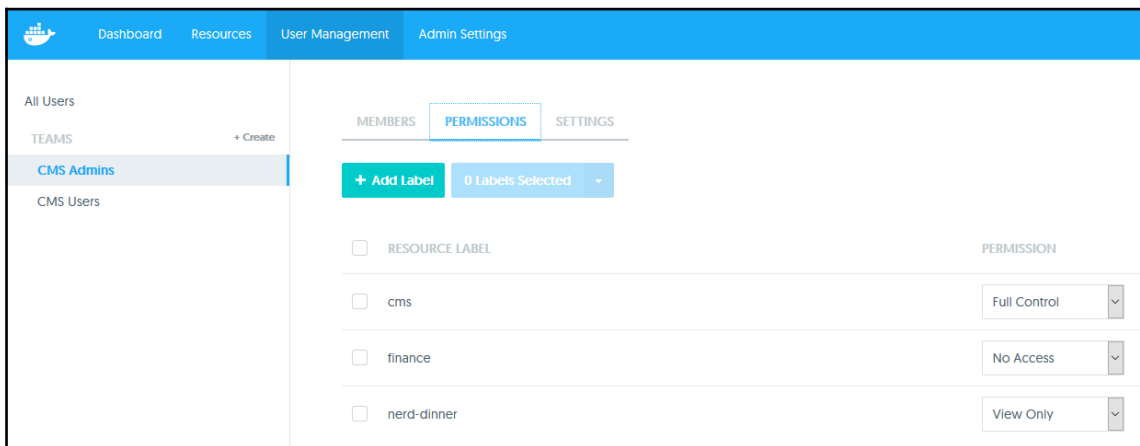 Dashboard Resources User Management Admin Settings
All Users
TEAMS + Create
CMS Admins
CMS Users
MEMBERS PERMISSIONS SETTINGS
+ Add Label 0 Labels Selected
RESOURCE LABEL PERMISSION
cms Full Control
finance No Access
nerd-dinner View Only